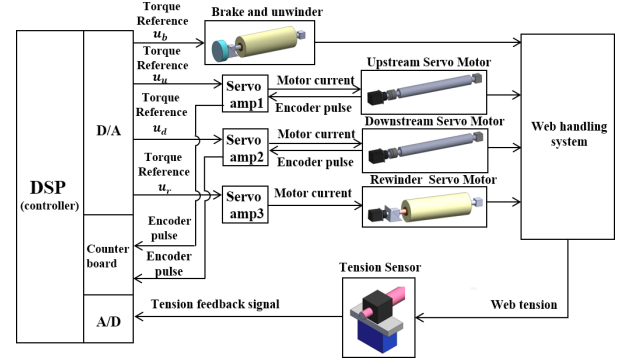 Torque
Reference
u_b
Brake and unwinder
Torque
Reference
u_u
Servo
amp1
Motor current
Encoder pulse
Upstream Servo Motor
Torque
Reference
u_d
Servo
amp2
Motor current
Encoder pulse
Downstream Servo Motor
Torque
Reference
u_r
Servo
amp3
Motor current
Rewinder Servo Motor
Web handling
system
D/A
DSP
(controller)
Counter
board
Encoder
pulse
Encoder
pulse
A/D
Tension feedback signal
Tension Sensor
Web tension